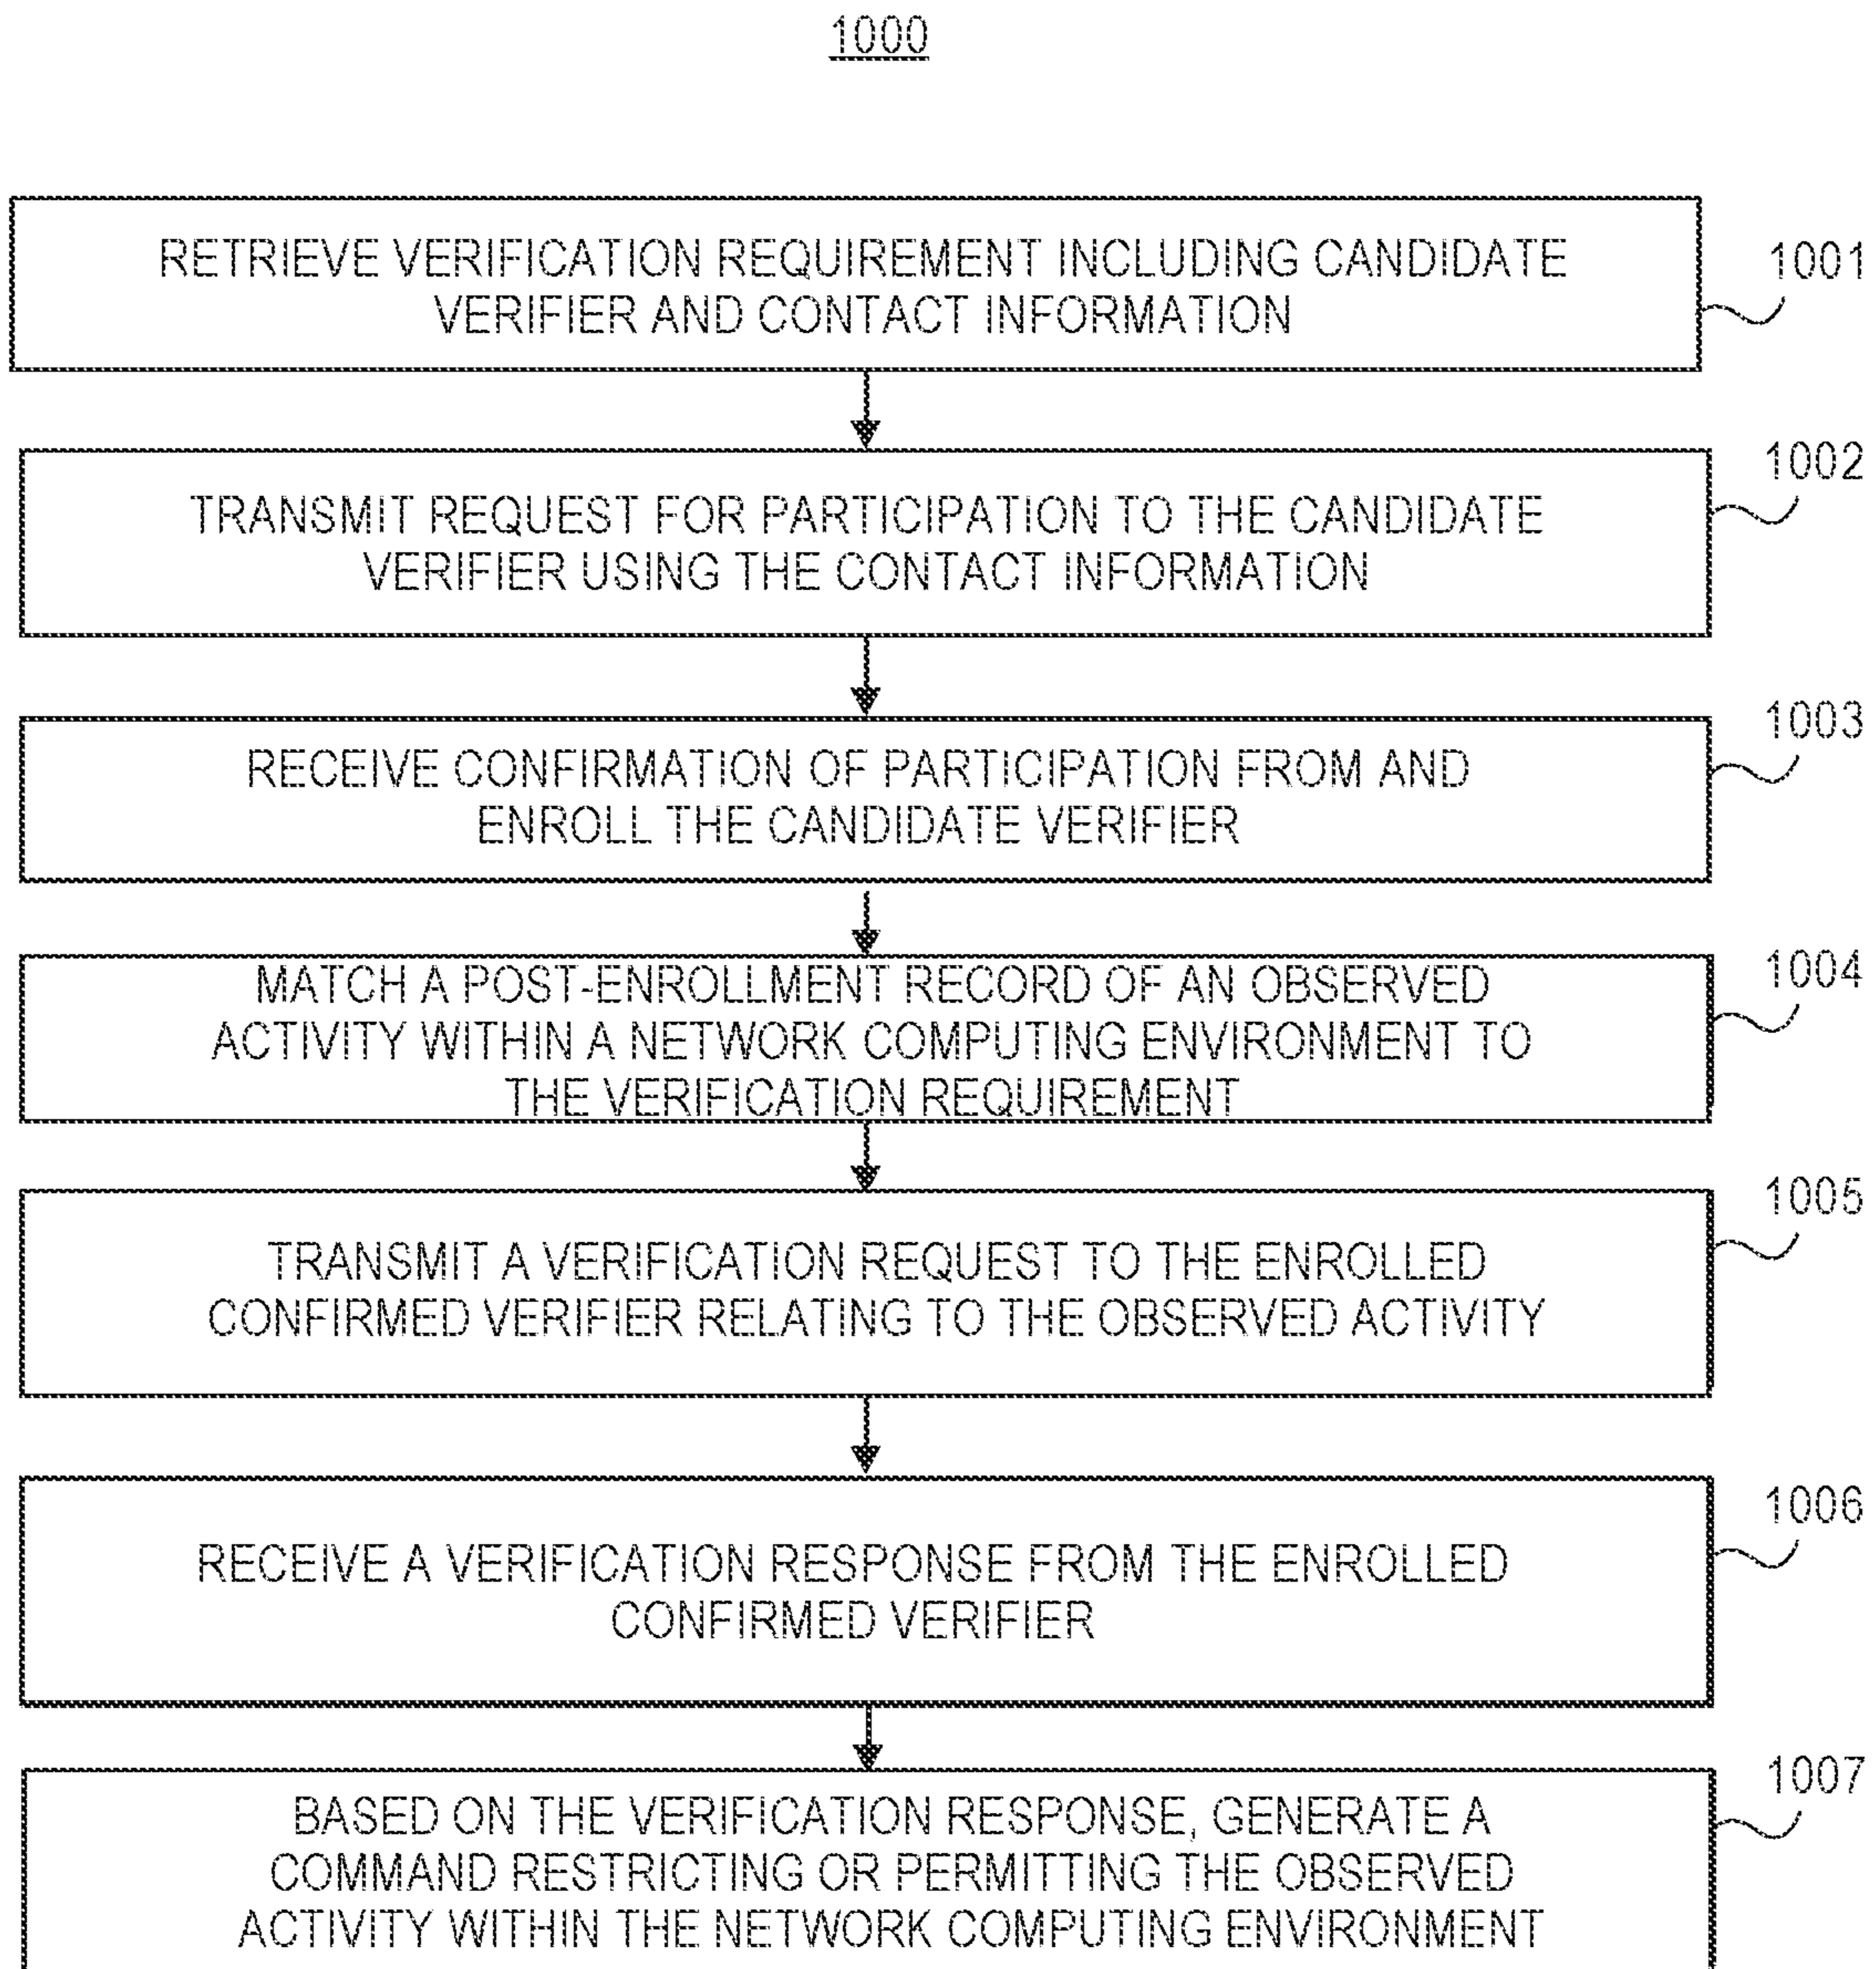 1000
RETRIEVE VERIFICATION REQUIREMENT INCLUDING CANDIDATE
VERIFIER AND CONTACT INFORMATION
1001
TRANSMIT REQUEST FOR PARTICIPATION TO THE CANDIDATE
VERIFIER USING THE CONTACT INFORMATION
1002
RECEIVE CONFIRMATION OF PARTICIPATION FROM AND
ENROLL THE CANDIDATE VERIFIER
1003
MATCH A POST-ENROLLMENT RECORD OF AN OBSERVED
ACTIVITY WITHIN A NETWORK COMPUTING ENVIRONMENT TO
THE VERIFICATION REQUIREMENT
1004
TRANSMIT A VERIFICATION REQUEST TO THE ENROLLED
CONFIRMED VERIFIER RELATING TO THE OBSERVED ACTIVITY
1005
RECEIVE A VERIFICATION RESPONSE FROM THE ENROLLED
CONFIRMED VERIFIER
1006
BASED ON THE VERIFICATION RESPONSE, GENERATE A
COMMAND RESTRICTING OR PERMITTING THE OBSERVED
ACTIVITY WITHIN THE NETWORK COMPUTING ENVIRONMENT
1007